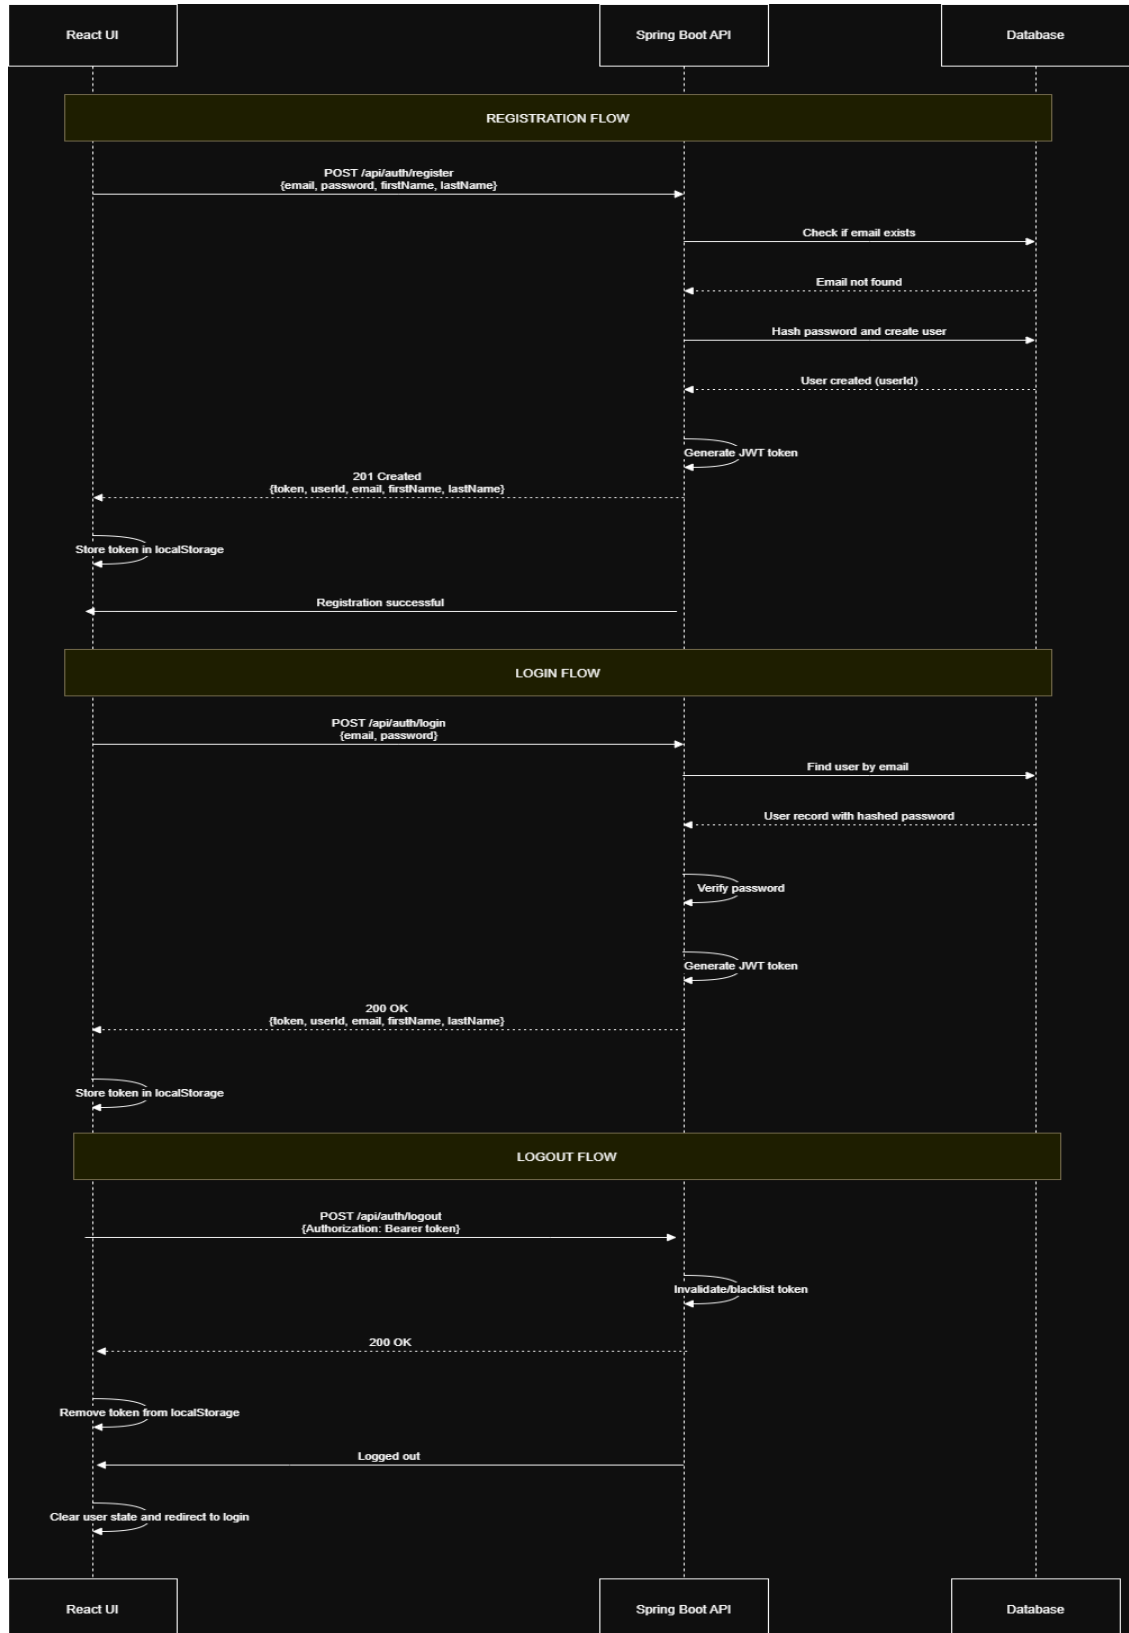 React UI
Spring Boot API
Database
REGISTRATION FLOW
POST /api/auth/register
{email, password, firstName, lastName}
Check if email exists
Email not found
Hash password and create user
User created (userId)
Generate JWT token
201 Created
{token, userId, email, firstName, lastName}
Store token in localStorage
Registration successful
LOGIN FLOW
POST /api/auth/login
{email, password}
Find user by email
User record with hashed password
Verify password
Generate JWT token
200 OK
{token, userId, email, firstName, lastName}
Store token in localStorage
LOGOUT FLOW
POST /api/auth/logout
{Authorization: Bearer token}
Invalidate/blacklist token
200 OK
Remove token from localStorage
Logged out
Clear user state and redirect to login
React UI
Spring Boot API
Database